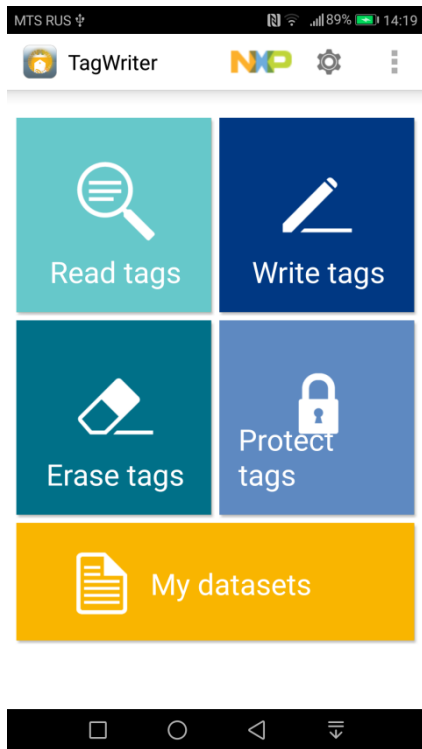 MTS RUS 89% 14:19
TagWriter NXP
Read tags
Write tags
Erase tags
Protect
tags
My datasets